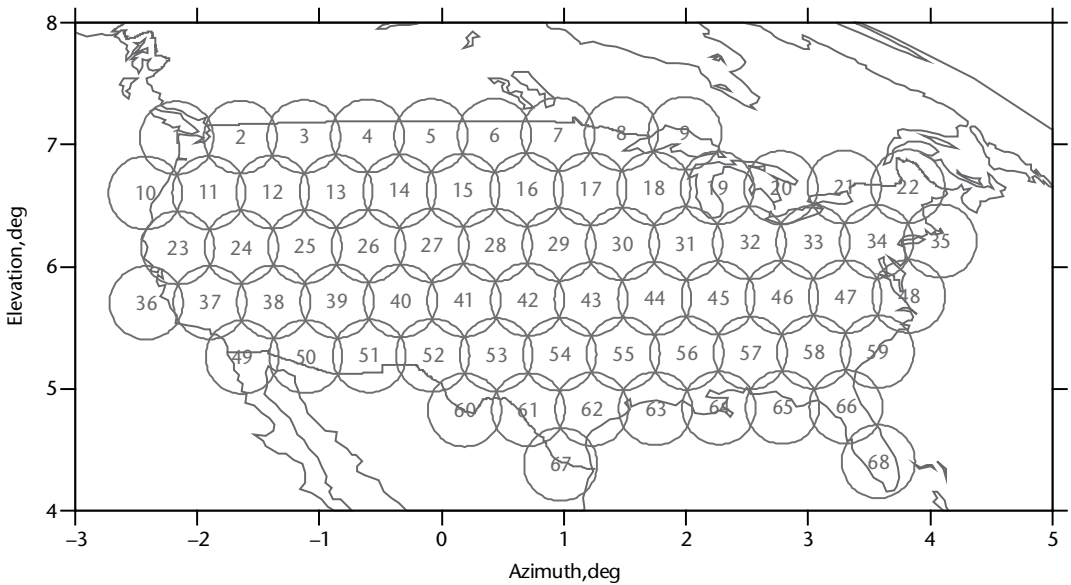 8
7
6
5
4
Elevation,deg
2 3 4 5 6 7 8 9
10 11 12 13 14 15 16 17 18 19 20 21 22
23 24 25 26 27 28 29 30 31 32 33 34 35
36 37 38 39 40 41 42 43 44 45 46 47 48
49 50 51 52 53 54 55 56 57 58 59
60 61 62 63 64 65 66
67 68
−3 −2 −1 0 1 2 3 4 5
Azimuth,deg